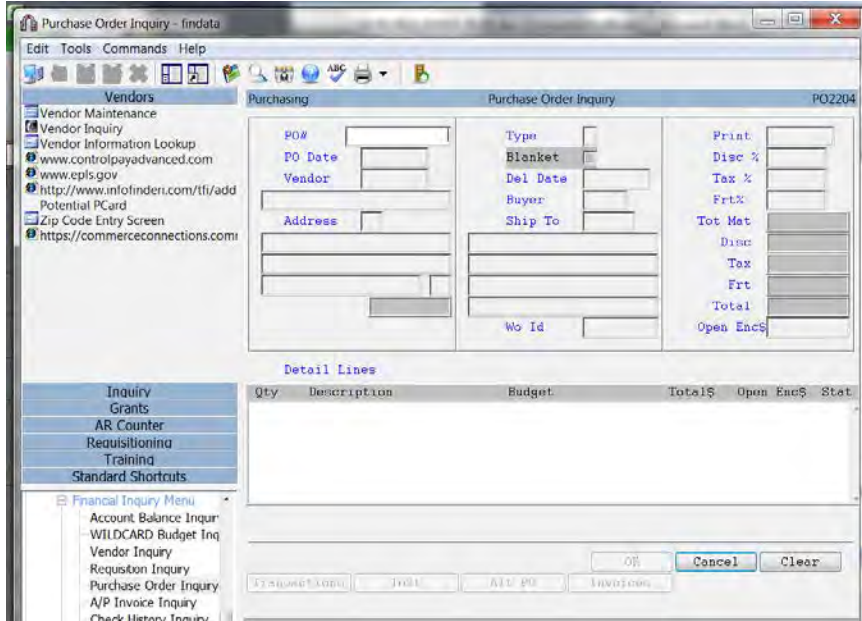 Purchase Order Inquiry - findata
Edit Tools Commands Help
ABC
Vendors
Vendor Maintenance
Vendor Inquiry
Vendor Information Lookup
www.controlpayadvanced.com
www.epls.gov
http://www.infofinderi.com/tfi/add
Potential PCard
Zip Code Entry Screen
https://commerceconnections.com
Purchasing Purchase Order Inquiry PO2204
PO# Type Print
PO Date Blanket Disc %
Vendor Del Date Tax %
Buyer Frt%
Address Ship To Tot Mat
Disc
Tax
Frt
Total
Wo Id Open Enc$
Detail Lines
Qty Description Budget Total$ Open Enc$ Stat
Inquiry
Grants
AR Counter
Requisitioning
Training
Standard Shortcuts
Financial Inquiry Menu
Account Balance Inquir
WILDCARD Budget Inq
Vendor Inquiry
Requisition Inquiry
Purchase Order Inquiry
A/P Invoice Inquiry
Check History Inquiry
OK Cancel Clear
Transactions Alt PO Invoices